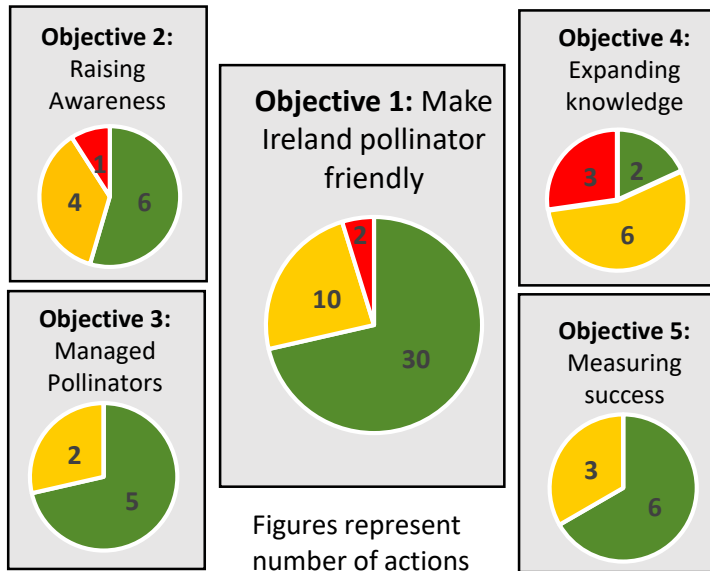 Objective 2:
Raising
Awareness
1
4
6
Objective 1: Make
Ireland pollinator
friendly
2
10
30
Objective 4:
Expanding
knowledge
3
2
6
Objective 3:
Managed
Pollinators
2
5
Objective 5:
Measuring
success
3
6
Figures represent
number of actions